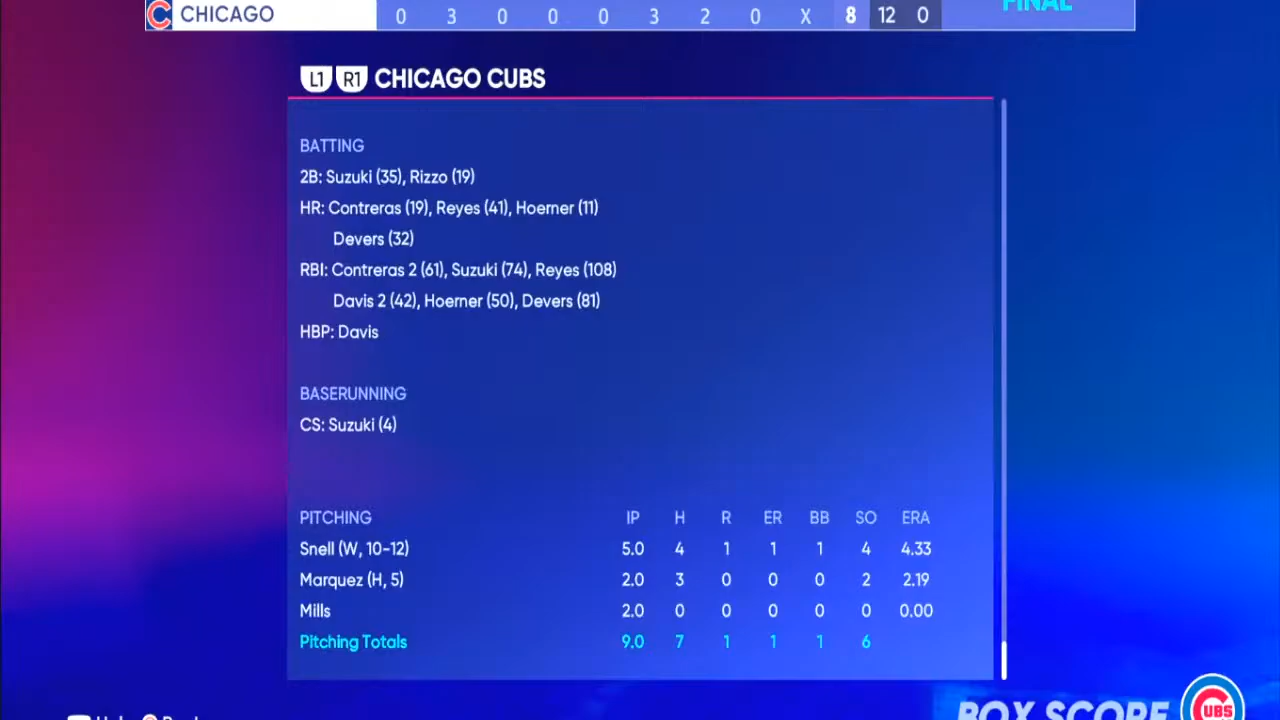 CHICAGO 0 3 0 0 0 3 2 0 X 8 12 0 FINAL
L1 R1 CHICAGO CUBS
BATTING
2B: Suzuki (35), Rizzo (19)
HR: Contreras (19), Reyes (41), Hoerner (11)
Devers (32)
RBI: Contreras 2 (61), Suzuki (74), Reyes (108)
Davis 2 (42), Hoerner (50), Devers (81)
HBP: Davis
BASERUNNING
CS: Suzuki (4)
PITCHING IP H R ER BB SO ERA
Snell (W, 10-12) 5.0 4 1 1 1 4 4.33
Marquez (H, 5) 2.0 3 0 0 0 2 2.19
Mills 2.0 0 0 0 0 0 0.00
Pitching Totals 9.0 7 1 1 1 6
BOX SCORE CUBS